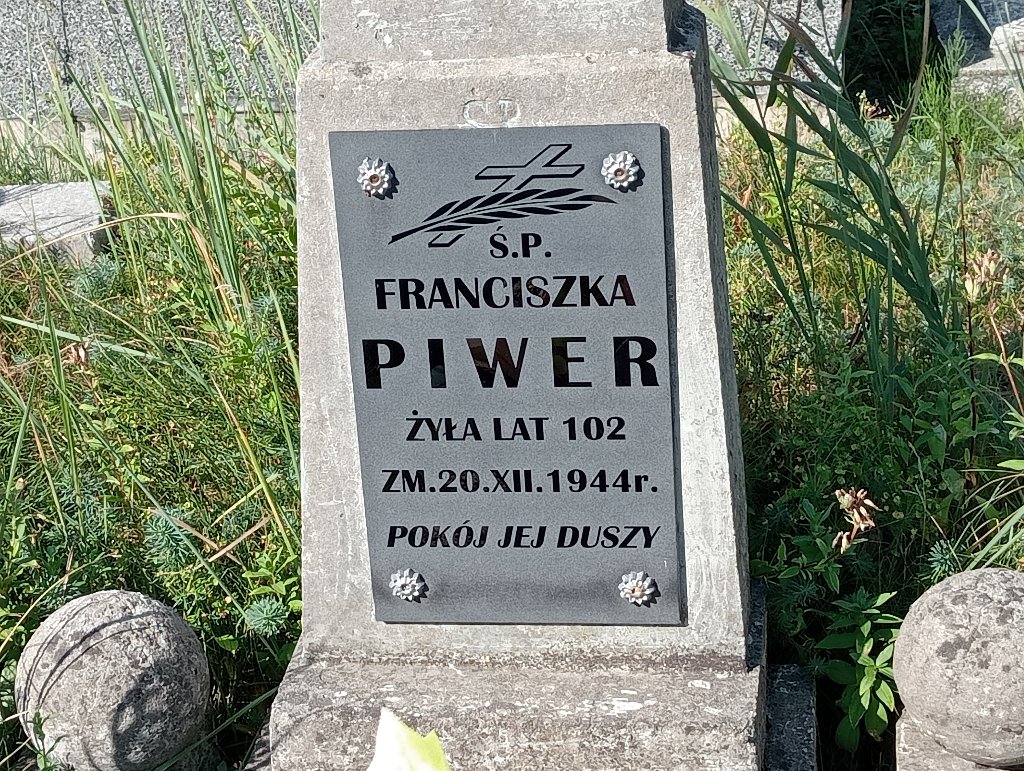 Ś.P.
FRANCISZKA
PIWER
ŻYŁA LAT 102
ZM.20.XII.1944r.
POKÓJ JEJ DUSZY